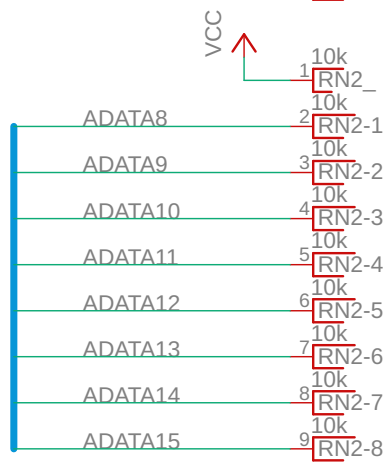 VCC
10k
1 RN2_
10k
ADATA8 2 RN2-1
10k
ADATA9 3 RN2-2
10k
ADATA10 4 RN2-3
10k
ADATA11 5 RN2-4
10k
ADATA12 6 RN2-5
10k
ADATA13 7 RN2-6
10k
ADATA14 8 RN2-7
10k
ADATA15 9 RN2-8